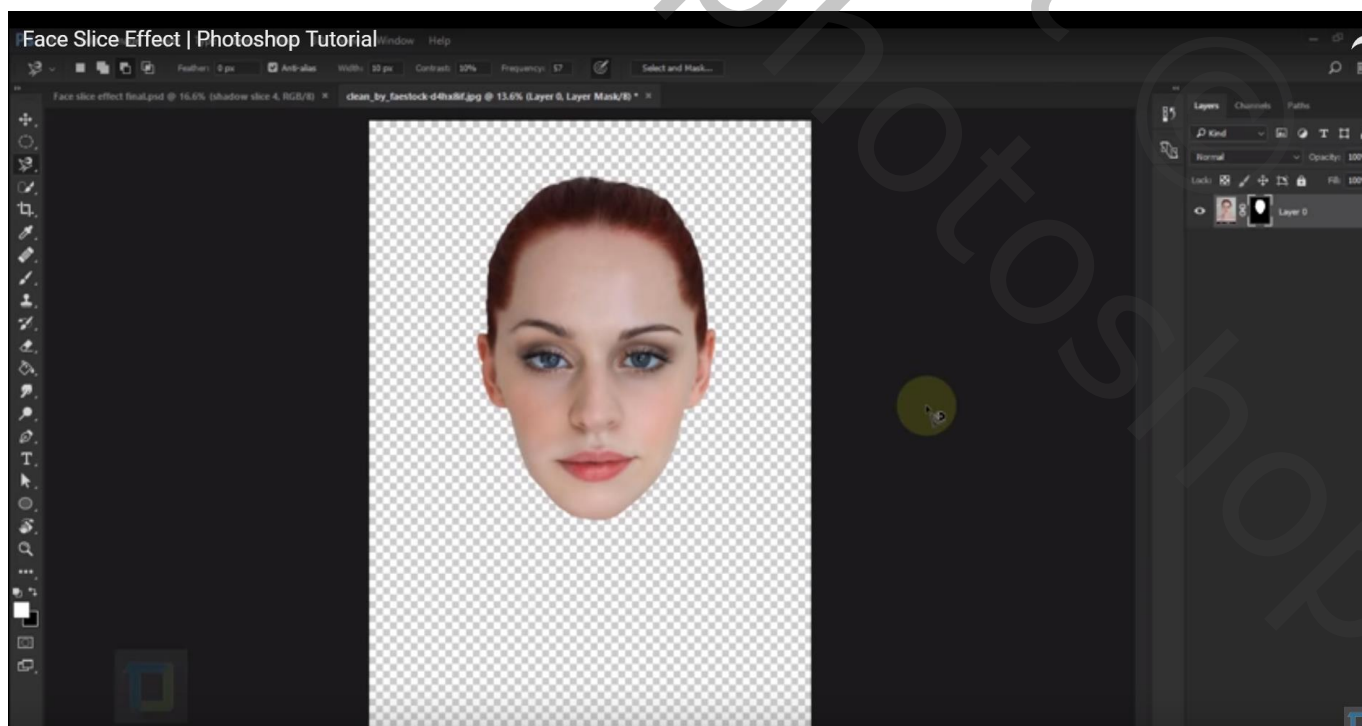 Face Slice Effect | Photoshop Tutorial
Window Help
Feather: 0 px Anti-alias Width: 10 px Contrast: 10% Frequency: 57 Select and Mask...
Face slice effect final.psd @ 16.6% (shadow slice 4, RGB/8) × clean_by_faestock-d4hx8if.jpg @ 13.6% (Layer 0, Layer Mask/8) * ×
Layers Channels Paths
Kind
Normal Opacity: 100
Lock: Fill: 100
Layer 0
photoshop